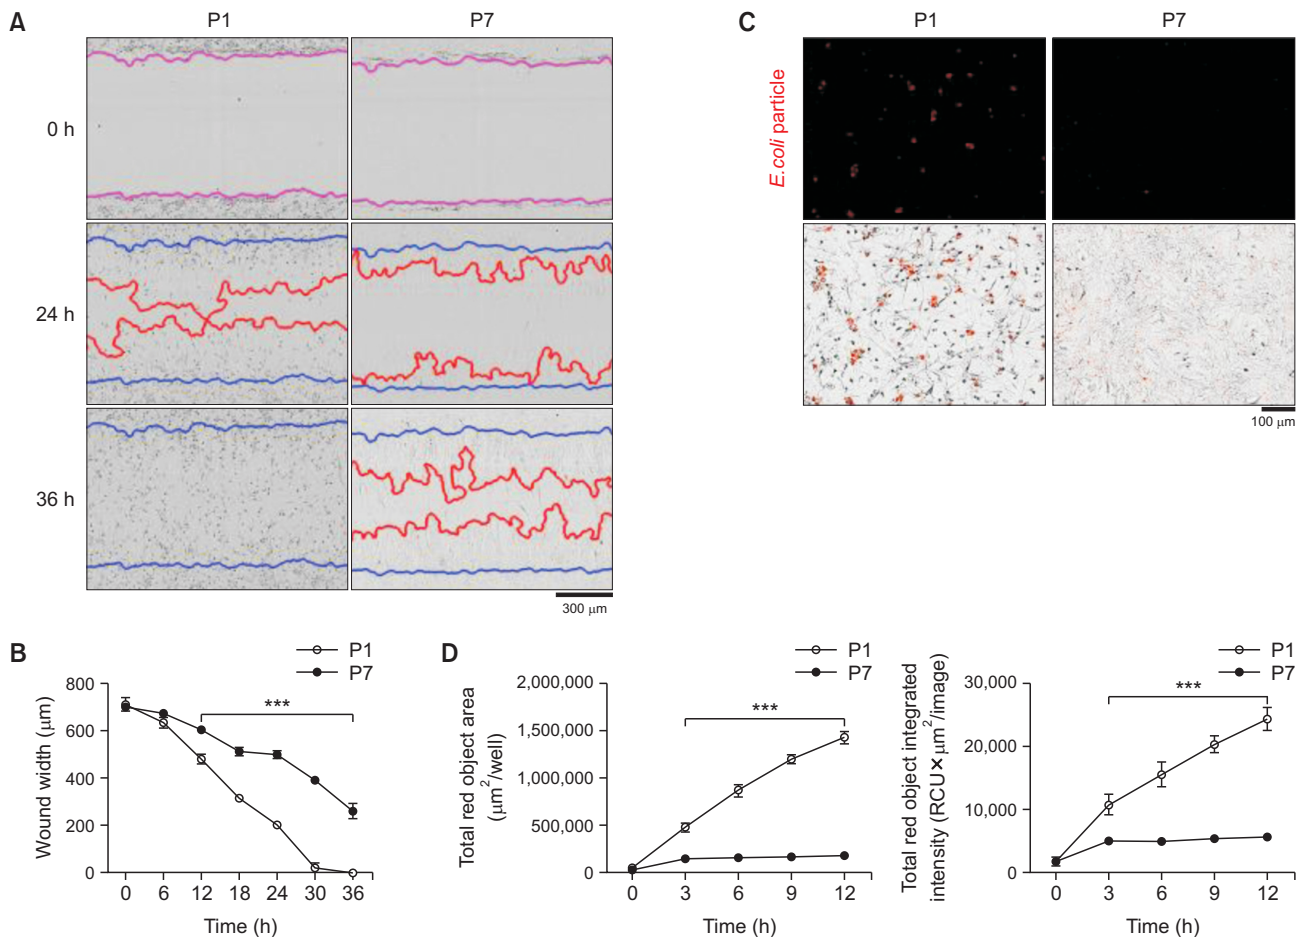 A
P1
P7
0 h
24 h
36 h
300 μm
C
P1
P7
E.coli particle
100 μm
B
P1
P7
800
600
400
200
0
***
Wound width (μm)
0 6 12 18 24 30 36
Time (h)
D
P1
P7
2,000,000
1,500,000
1,000,000
500,000
0
***
Total red object area
(μm²/well)
0 3 6 9 12
Time (h)
P1
P7
30,000
20,000
10,000
0
***
Total red object integrated
intensity (RCU×μm²/image)
0 3 6 9 12
Time (h)